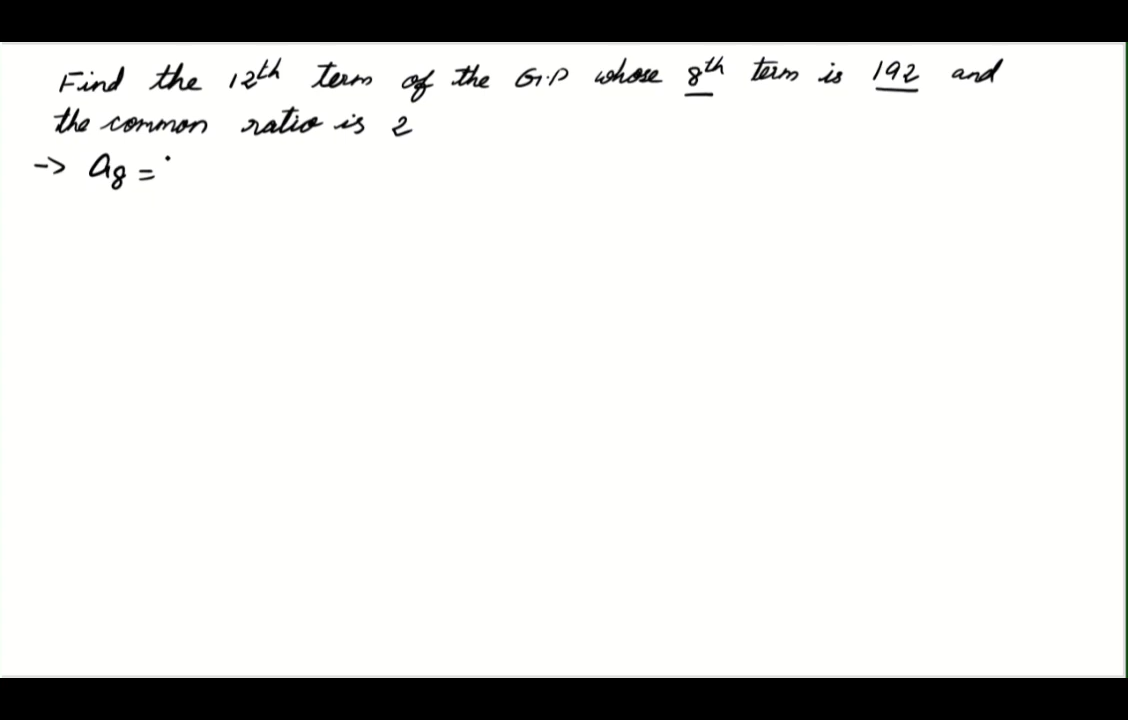 Find the 12th term of the G.P whose 8th term is 192 and
the common ratio is 2
-> a8 =